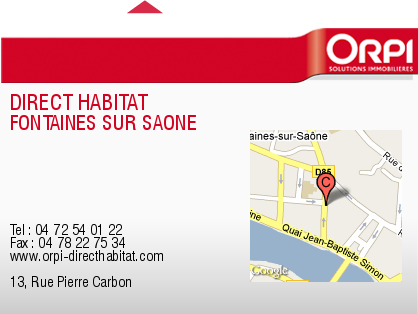 ORPI
SOLUTIONS IMMOBILIÈRES
DIRECT HABITAT
FONTAINES SUR SAONE
aines-sur-Saône
Rue d
D85
C
ine
Quai Jean-Baptiste Simon
Google
Tel : 04 72 54 01 22
Fax : 04 78 22 75 34
www.orpi-directhabitat.com
13, Rue Pierre Carbon